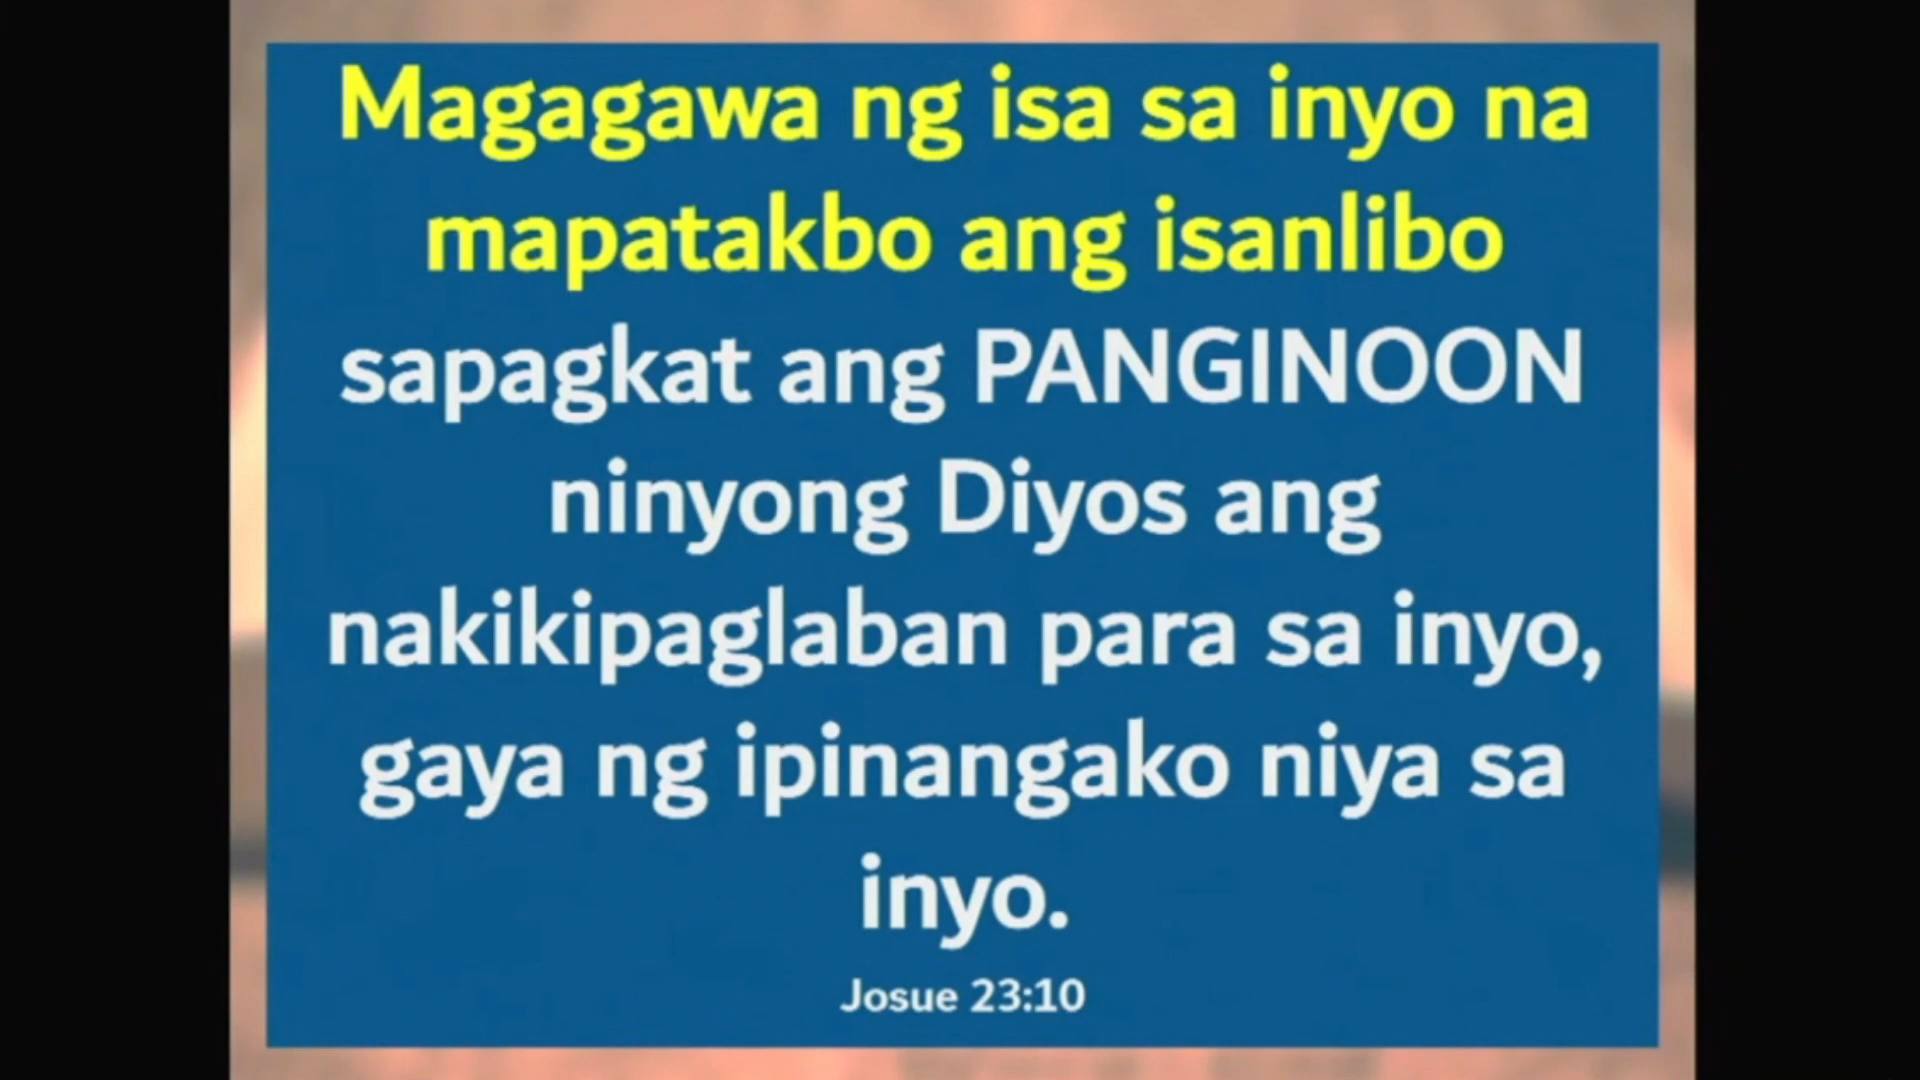 Magagawa ng isa sa inyo na
mapatakbo ang isanlibo
sapagkat ang PANGINOON
ninyong Diyos ang
nakikipaglaban para sa inyo,
gaya ng ipinangako niya sa
inyo.
Josue 23:10